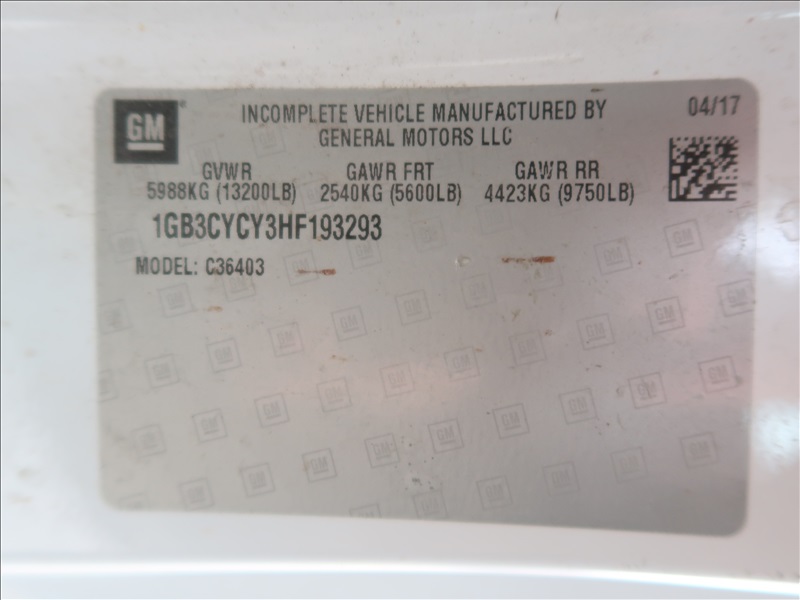 GM
INCOMPLETE VEHICLE MANUFACTURED BY
GENERAL MOTORS LLC
04/17
GVWR GAWR FRT GAWR RR
5988KG (13200LB) 2540KG (5600LB) 4423KG (9750LB)
1GB3CYCY3HF193293
MODEL: C36403